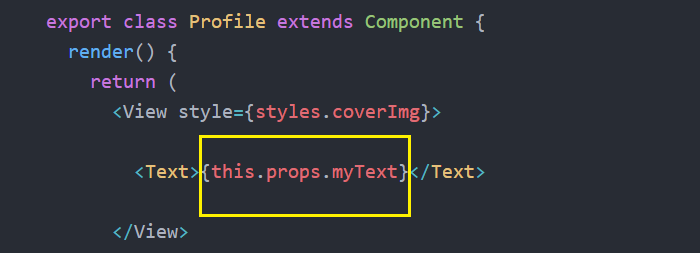 export class Profile extends Component {
render() {
return (
<View style={styles.coverImg}>
<Text>{this.props.myText}</Text>
</View>